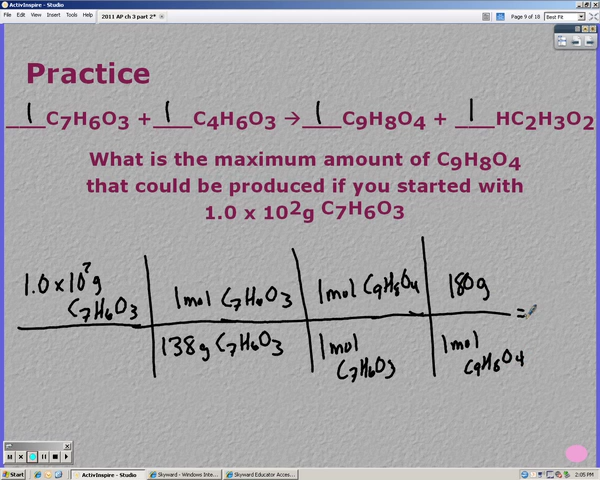 ActivInspire - Studio
File Edit View Insert Tools Help 2011 AP ch 3 part 2* Page 9 of 18 Best Fit
Practice
1 C7H6O3 + 1 C4H6O3 → 1 C9H8O4 + 1 HC2H3O2
What is the maximum amount of C9H8O4
that could be produced if you started with
1.0 x 10²g C7H6O3
1.0 x 10² g
C7H6O3 1 mol C7H6O3 1 mol C9H8O4 180g =
138g C7H6O3 1 mol 1 mol
C7H6O3 C9H8O4
Start ActivInspire - Studio Skyward - Windows Inte... Skyward Educator Acces... 2:05 PM